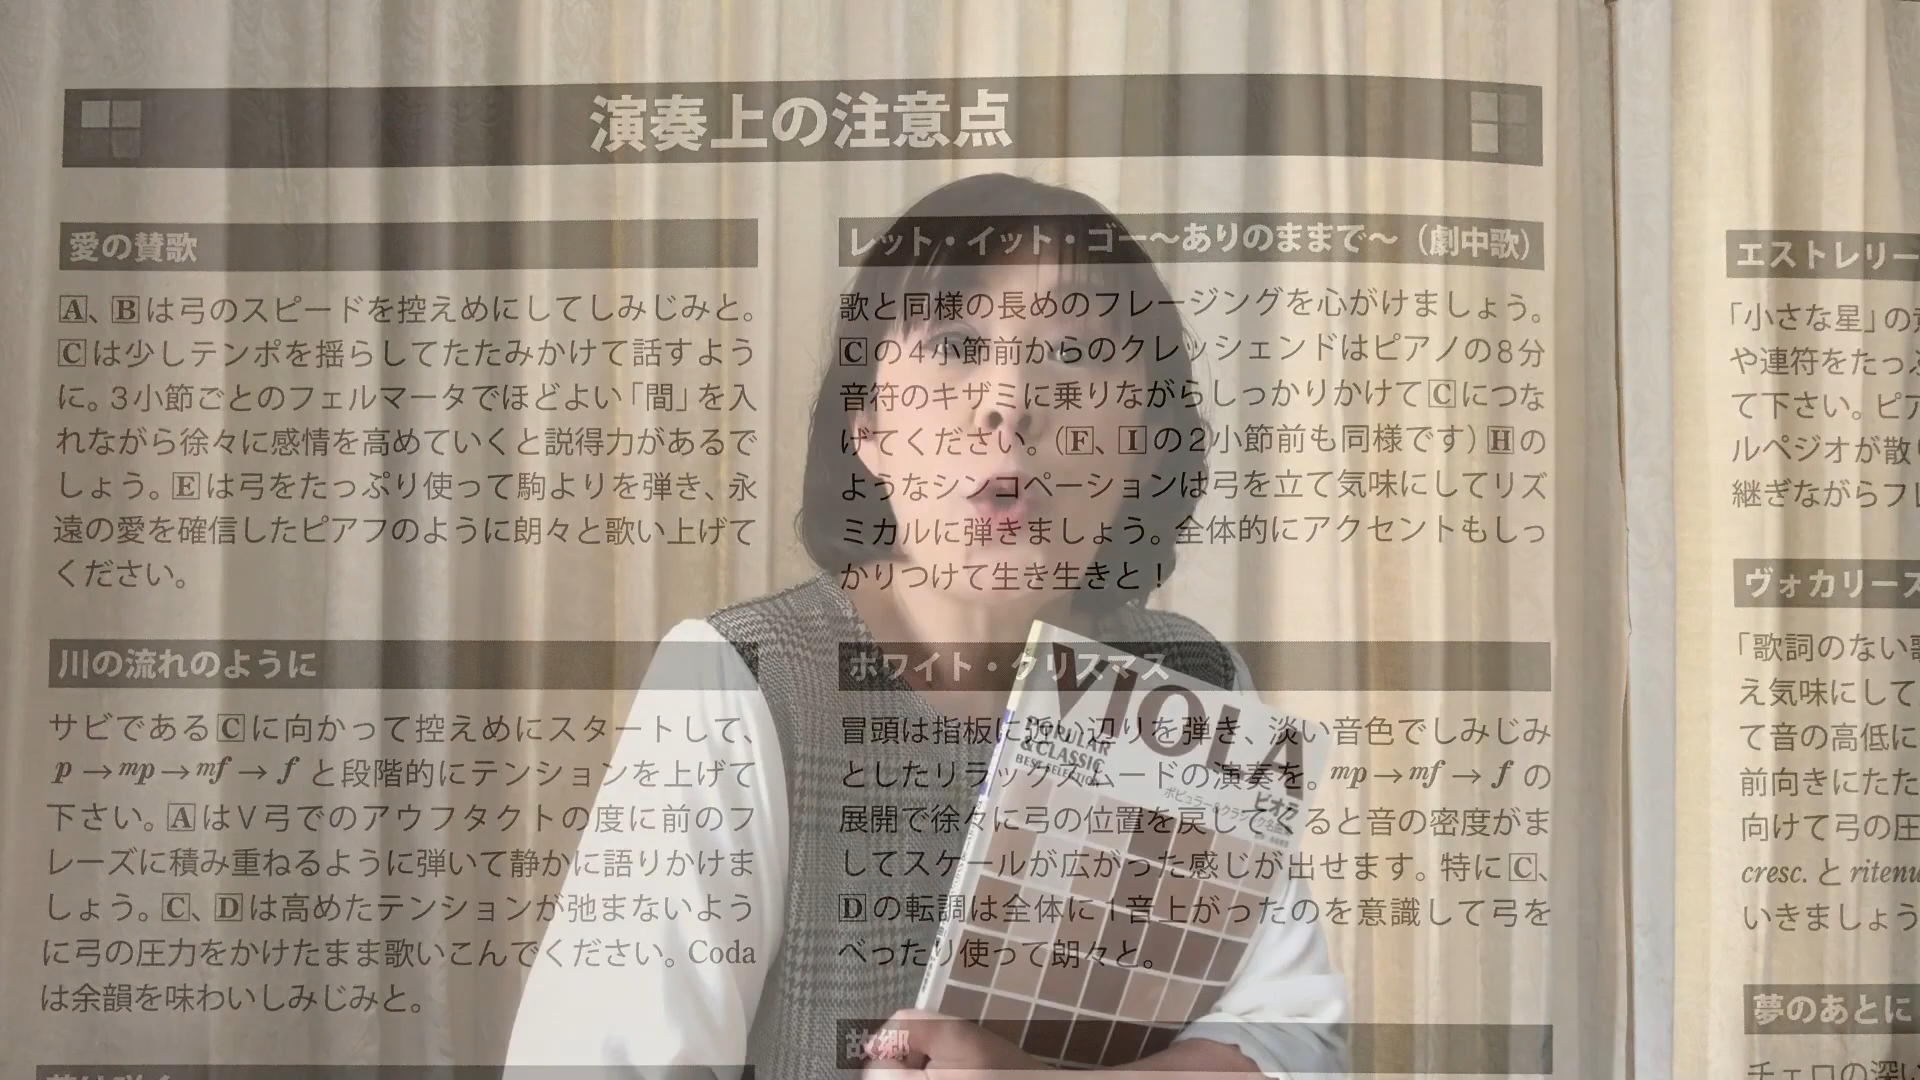 演奏上の注意点
愛の賛歌
A、Bは弓のスピードを控えめにしてしみじみと。
Cは少しテンポを揺らしてたたみかけて話すよう
に。3小節ごとのフェルマータでほどよい「間」を入
れながら徐々に感情を高めていくと説得力があるで
しょう。Eは弓をたっぷり使って駒よりを弾き、永
遠の愛を確信したピアフのように朗々と歌い上げて
ください。
川の流れのように
サビであるCに向かって控えめにスタートして、
p→mp→mf→f と段階的にテンションを上げて
下さい。AはV弓でのアウフタクトの度に前のフ
レーズに積み重ねるように弾いて静かに語りかけま
しょう。C、Dは高めたテンションが弛まないよう
に弓の圧力をかけたまま歌いこんでください。Coda
は余韻を味わいしみじみと。
レット・イット・ゴー〜ありのままで〜（劇中歌）
歌と同様の長めのフレージングを心がけましょう。
Cの4小節前からのクレッシェンドはピアノの8分
音符のキザミに乗りながらしっかりかけてCにつな
げてください。（F、Iの2小節前も同様です）Hの
ようなシンコペーションは弓を立て気味にしてリズ
ミカルに弾きましょう。全体的にアクセントもしっ
かりつけて生き生きと！
ホワイト・クリスマス
冒頭は指板に近い辺りを弾き、淡い音色でしみじみ
としたリラックスムードの演奏を。mp→mf→f の
展開で徐々に弓の位置を戻してくると音の密度がま
してスケールが広がった感じが出せます。特にC、
Dの転調は全体に1音上がったのを意識して弓を
べったり使って朗々と。
故郷
エストレリー
「小さな星」の
や連符をたっ
て下さい。ピア
ルペジオが散
継ぎながらフレ
ヴォカリーズ
「歌詞のない
え気味にして
て音の高低に
前向きにたた
向けて弓の圧
cresc. と riten
いきましょう
夢のあとに
チェロの深い
VIOLA
POPULAR
& CLASSIC
BEST SELECTION
ビオラ